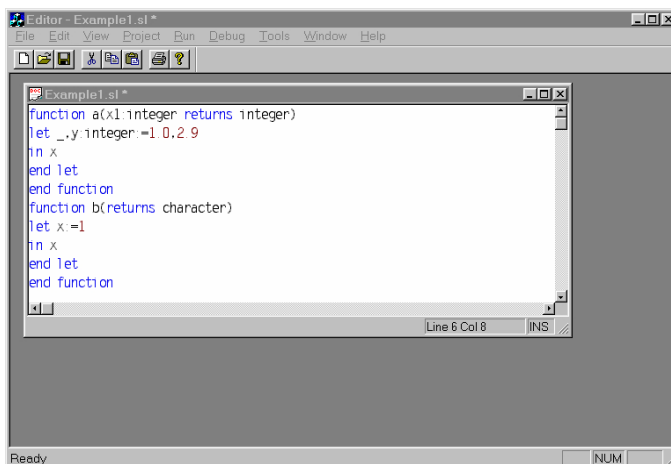 Editor - Example1.sl *
File Edit View Project Run Debug Tools Window Help
Example1.sl *
function a(x1:integer returns integer)
let _,y:integer:=1.0,2.9
in x
end let
end function
function b(returns character)
let x:=1
in x
end let
end function
Line 6 Col 8 INS
Ready NUM